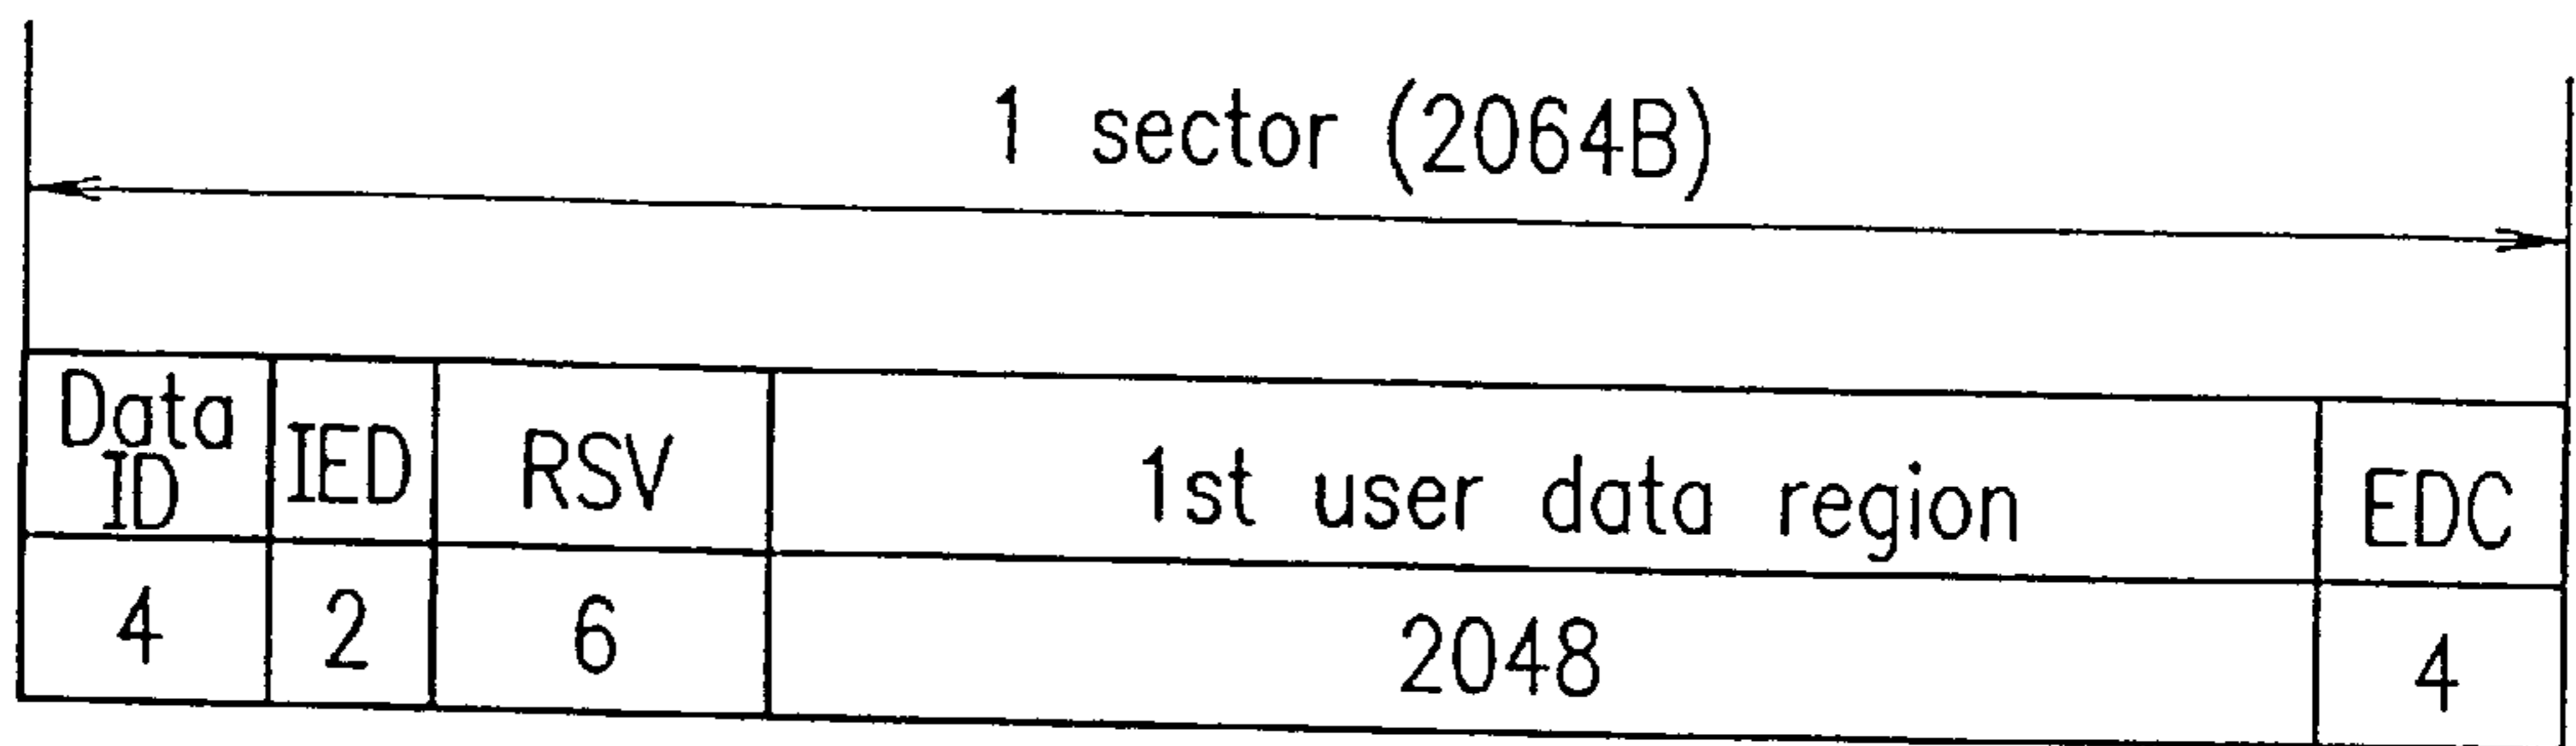 1 sector (2064B)
Data
ID
IED
RSV
1st user data region
EDC
4
2
6
2048
4